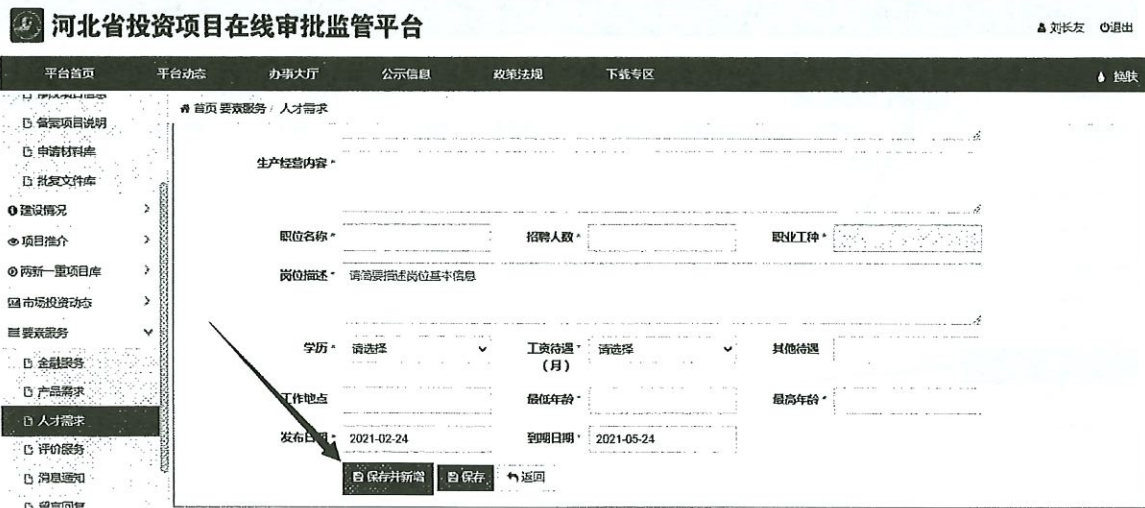 河北省投资项目在线审批监管平台
刘长友 退出
平台首页 平台动态 办事大厅 公示信息 政策法规 下载专区 换肤
首页 要素服务 / 人才需求
备案项目说明
申请材料库
批复文件库
建设情况
项目推介
两新一重项目库
市场投资动态
要素服务
金融服务
产品需求
人才需求
评价服务
消息通知
留言回复
生产经营内容 *
职位名称 * 招聘人数 * 职业工种 *
岗位描述 * 请简要描述岗位基本信息
学历 * 请选择 工资待遇 * 请选择 其他待遇
(月)
工作地点 最低年龄 * 最高年龄 *
发布日期 * 2021-02-24 到期日期 * 2021-05-24
保存并新增 保存 返回